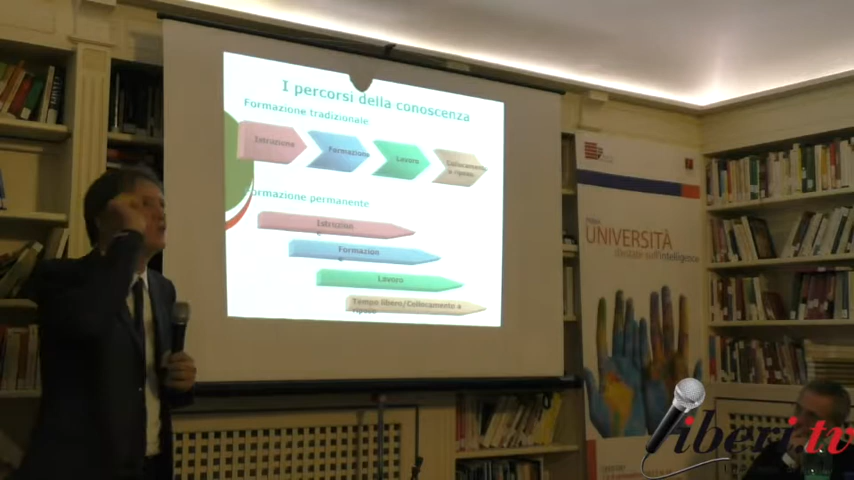 I percorsi della conoscenza
Formazione tradizionale
Istruzione
Formazione
Lavoro
Collocamento
a riposo
Formazione permanente
Istruzion
Formazion
Lavoro
Tempo libero/Collocamento a
riposo
UNIVERSITÀ
liberi.tv